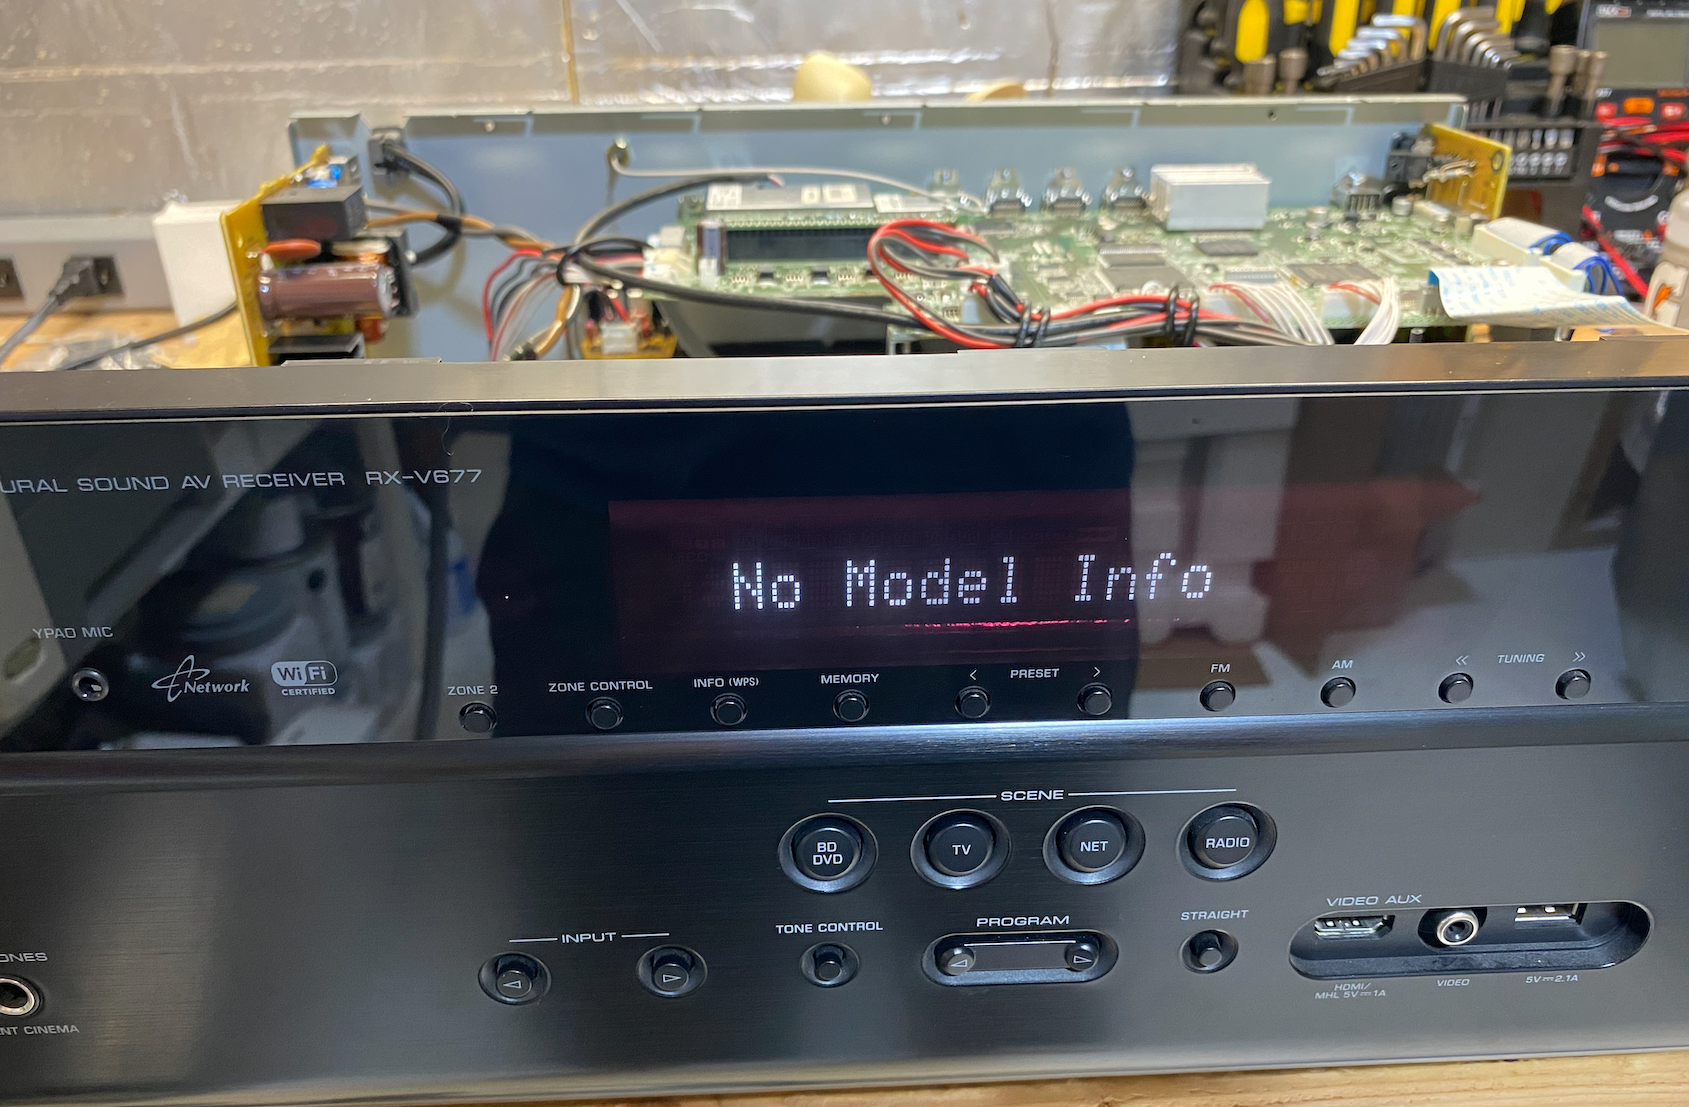 URAL SOUND AV RECEIVER RX-V677
No Model Info
YPAO MIC
Network
WiFi
CERTIFIED
ZONE 2
ZONE CONTROL
INFO (WPS)
MEMORY
< PRESET >
FM
AM
<< TUNING >>
SCENE
BD
DVD
TV
NET
RADIO
INPUT
TONE CONTROL
PROGRAM
STRAIGHT
VIDEO AUX
HDMI/
MHL 5V⎓1A
VIDEO
5V⎓2.1A
ONES
NT CINEMA